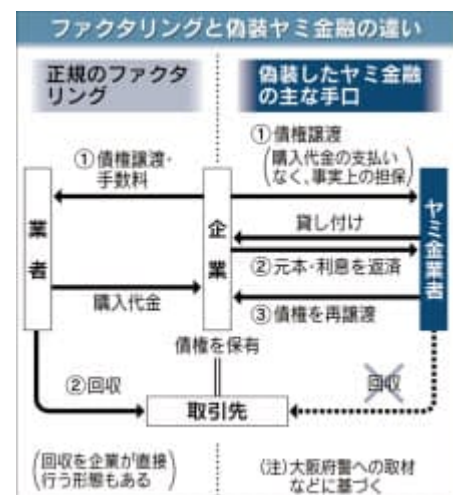 ファクタリングと偽装ヤミ金融の違い
正規のファクタ
リング
偽装したヤミ金融
の主な手口
①債権譲渡・
手数料
業者
企業
購入代金
②回収
①債権譲渡
(購入代金の支払い
なく、事実上の担保)
貸し付け
②元本・利息を返済
③債権を再譲渡
ヤミ金業者
債権を保有
回収
取引先
(回収を企業が直接
行う形態もある)
(注)大阪府警への取材
などに基づく